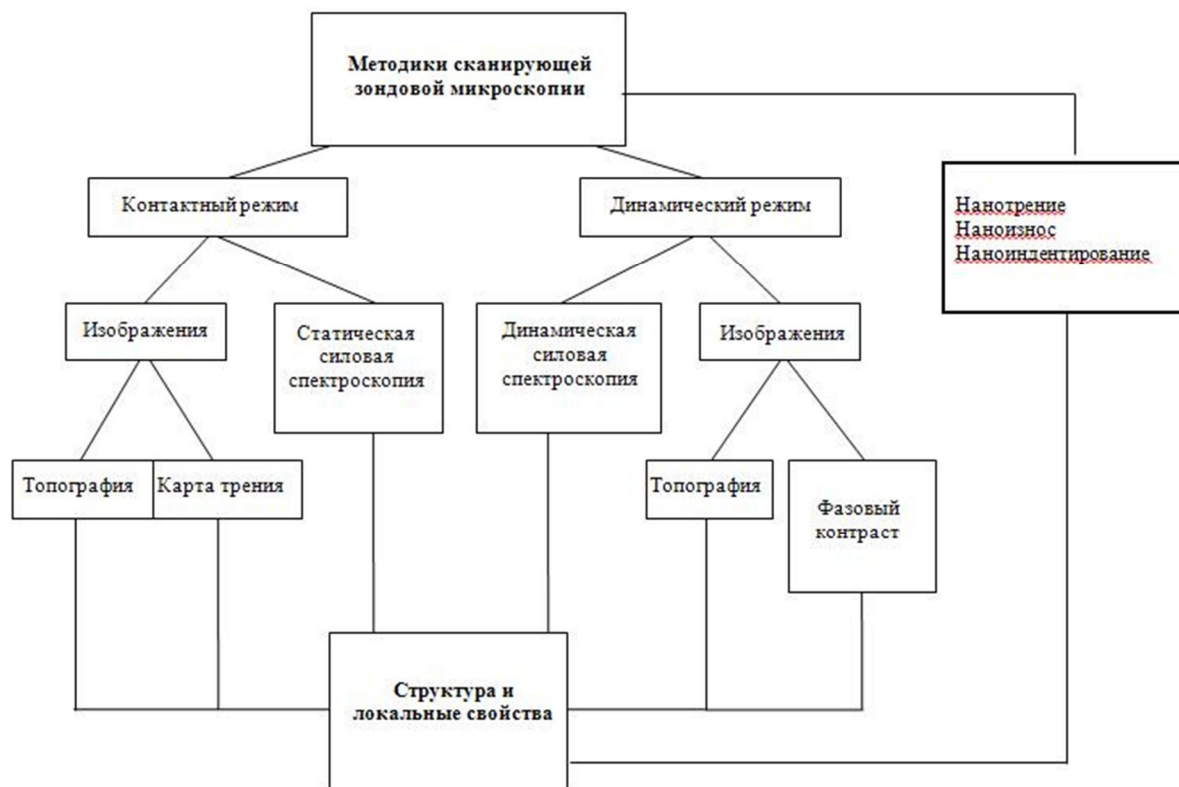 Методики сканирующей
зондовой микроскопии
Контактный режим
Динамический режим
Нанотрение
Наноизнос
Наноиндентирование
Изображения
Статическая
силовая
спектроскопия
Динамическая
силовая
спектроскопия
Изображения
Топография
Карта трения
Топография
Фазовый
контраст
Структура и
локальные свойства